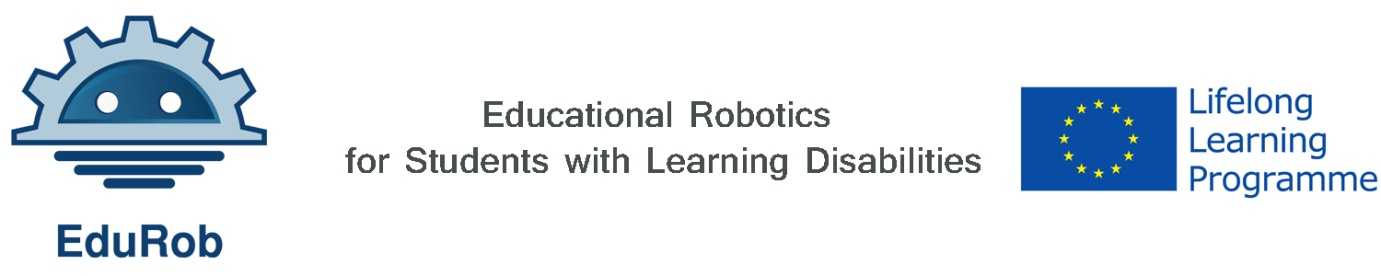 EduRob
Educational Robotics
for Students with Learning Disabilities
Lifelong
Learning
Programme